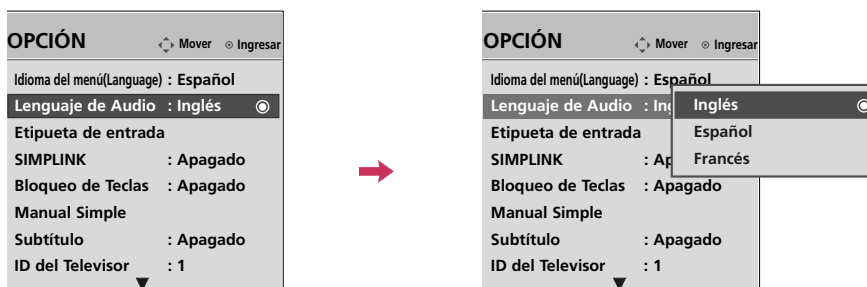 OPCIÓN Mover Ingresar
Idioma del menú(Language) : Español
Lenguaje de Audio : Inglés
Etipueta de entrada
SIMPLINK : Apagado
Bloqueo de Teclas : Apagado
Manual Simple
Subtítulo : Apagado
ID del Televisor : 1
OPCIÓN Mover Ingresar
Idioma del menú(Language) : Español
Lenguaje de Audio : Ing
Etipueta de entrada
SIMPLINK : Ap
Bloqueo de Teclas : Apagado
Manual Simple
Subtítulo : Apagado
ID del Televisor : 1
Inglés
Español
Francés